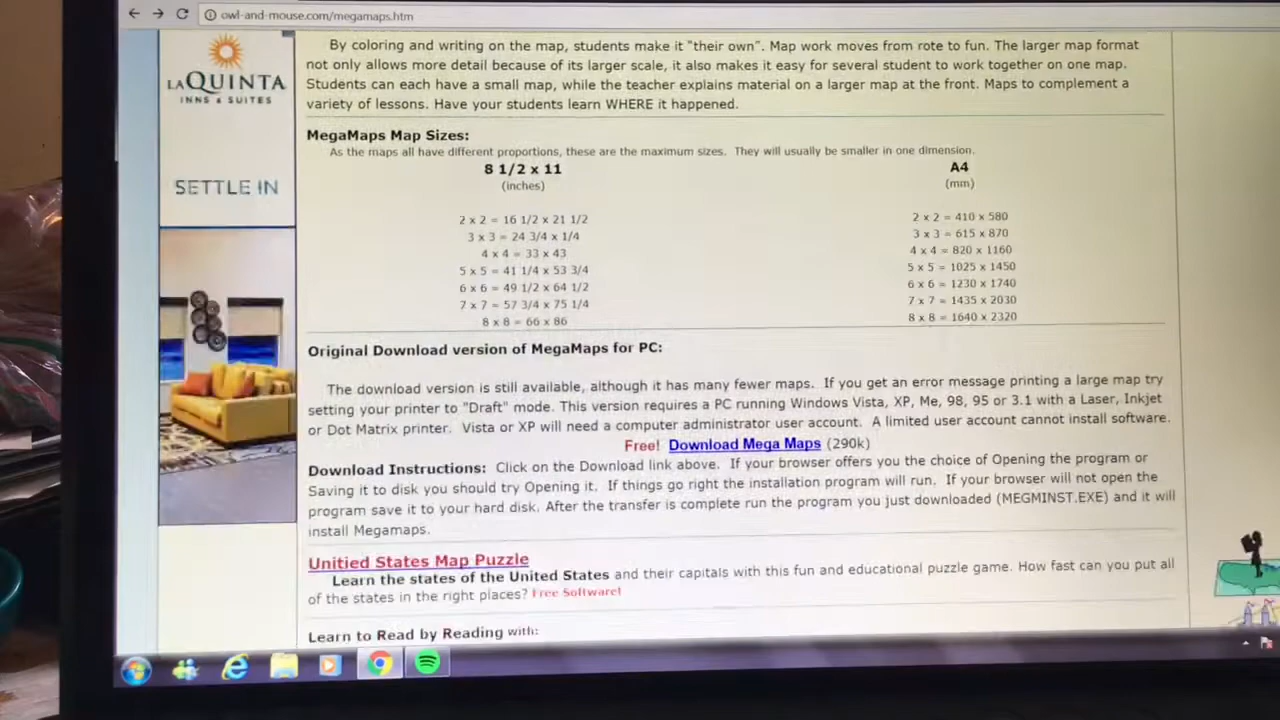 owl-and-mouse.com/megamaps.htm
LAQUINTA
INNS & SUITES
SETTLE IN
By coloring and writing on the map, students make it "their own". Map work moves from rote to fun. The larger map format
not only allows more detail because of its larger scale, it also makes it easy for several student to work together on one map.
Students can each have a small map, while the teacher explains material on a larger map at the front. Maps to complement a
variety of lessons. Have your students learn WHERE it happened.
MegaMaps Map Sizes:
As the maps all have different proportions, these are the maximum sizes. They will usually be smaller in one dimension.
8 1/2 x 11
(inches)
2 x 2 = 16 1/2 x 21 1/2
3 x 3 = 24 3/4 x 1/4
4 x 4 = 33 x 43
5 x 5 = 41 1/4 x 53 3/4
6 x 6 = 49 1/2 x 64 1/2
7 x 7 = 57 3/4 x 75 1/4
8 x 8 = 66 x 86
A4
(mm)
2 x 2 = 410 x 580
3 x 3 = 615 x 870
4 x 4 = 820 x 1160
5 x 5 = 1025 x 1450
6 x 6 = 1230 x 1740
7 x 7 = 1435 x 2030
8 x 8 = 1640 x 2320
Original Download version of MegaMaps for PC:
The download version is still available, although it has many fewer maps. If you get an error message printing a large map try
setting your printer to "Draft" mode. This version requires a PC running Windows Vista, XP, Me, 98, 95 or 3.1 with a Laser, Inkjet
or Dot Matrix printer. Vista or XP will need a computer administrator user account. A limited user account cannot install software.
Free! Download Mega Maps (290k)
Download Instructions: Click on the Download link above. If your browser offers you the choice of Opening the program or
Saving it to disk you should try Opening it. If things go right the installation program will run. If your browser will not open the
program save it to your hard disk. After the transfer is complete run the program you just downloaded (MEGMINST.EXE) and it will
install Megamaps.
Unitied States Map Puzzle
Learn the states of the United States and their capitals with this fun and educational puzzle game. How fast can you put all
of the states in the right places? Free Software!
Learn to Read by Reading with: